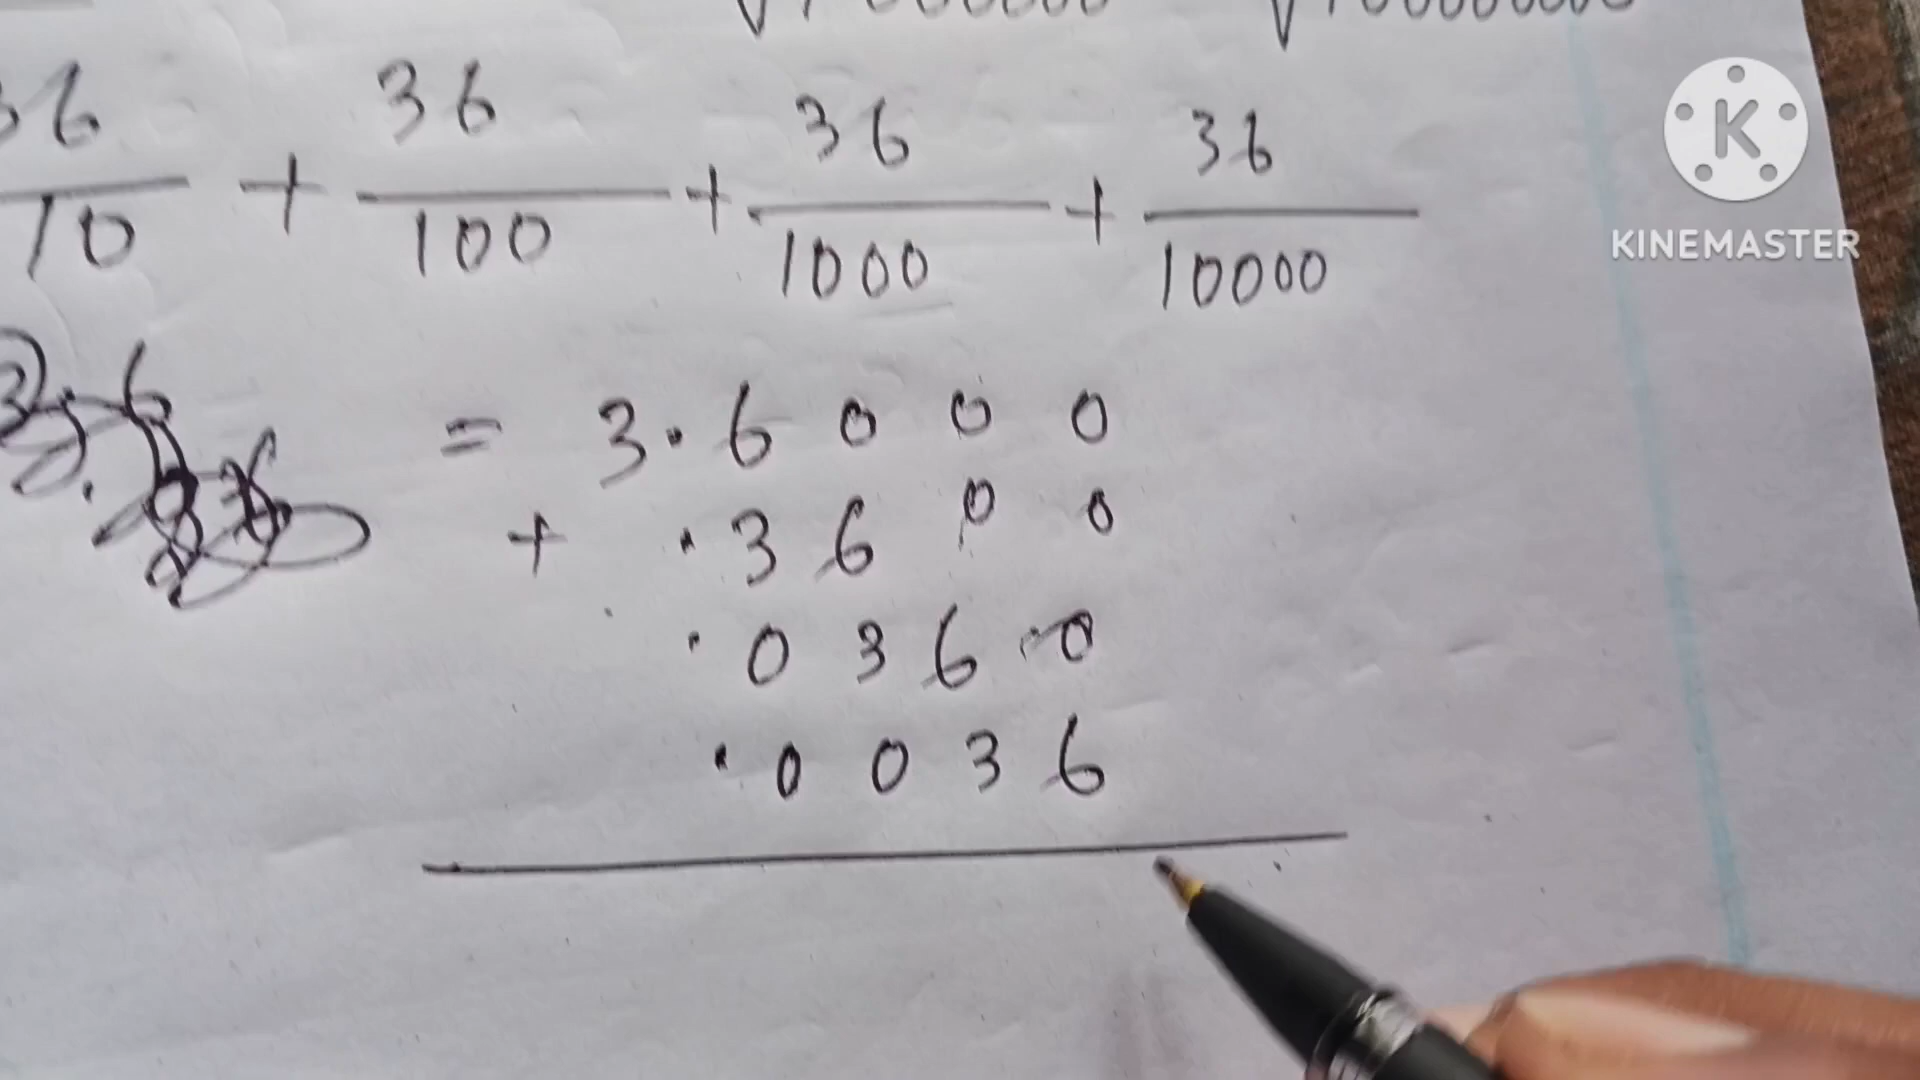 36/10 + 36/100 + 36/1000 + 36/10000
= 3.6000
+ .3600
.0360
.0036
KINEMASTER